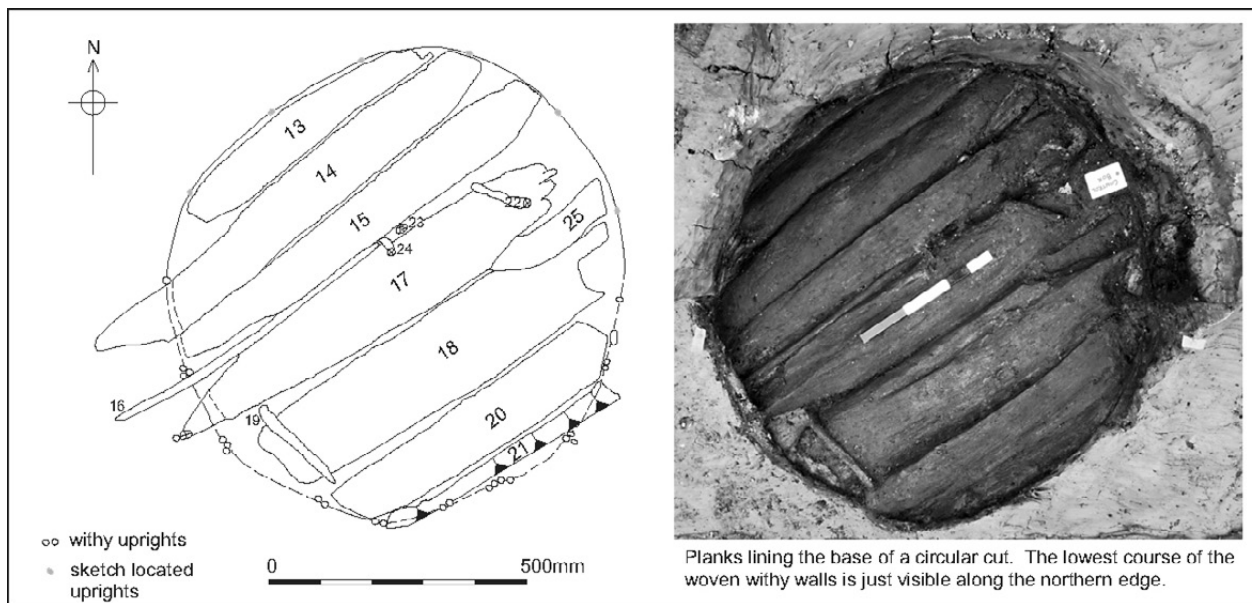 N
13
14
15
22
23
24
25
17
18
16
19
20
21
withy uprights
sketch located
uprights
0
500mm
Planks lining the base of a circular cut. The lowest course of the
woven withy walls is just visible along the northern edge.